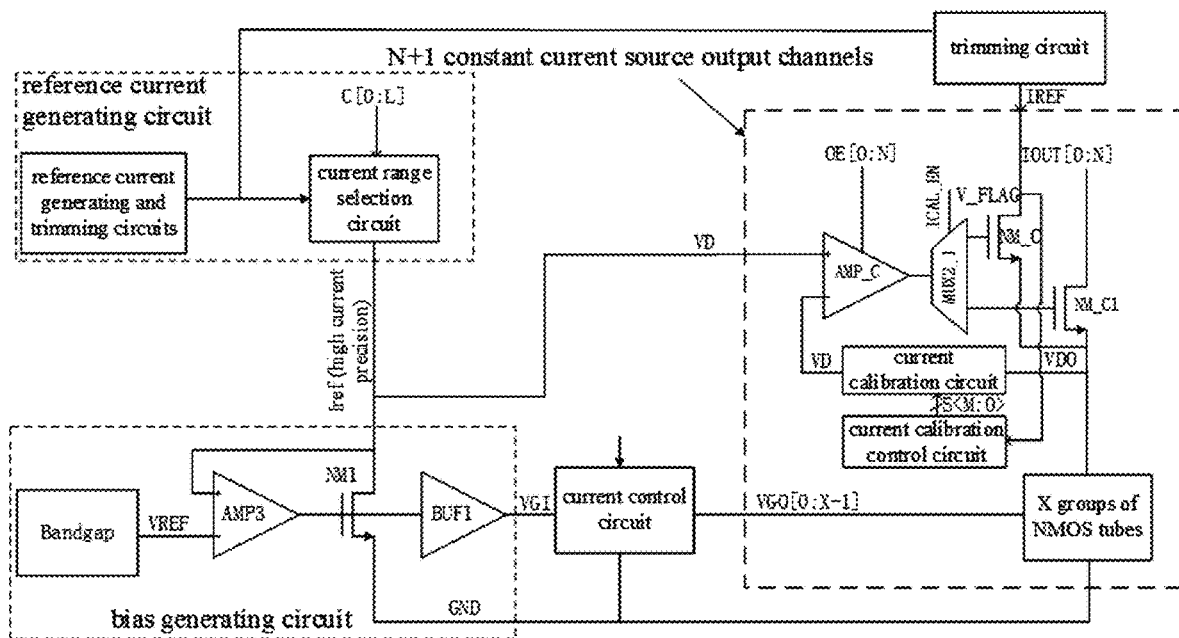 trimming circuit
N+1 constant current source output channels
reference current
generating circuit
C[0:L]
IREF
reference current
generating and
trimming circuits
current range
selection
circuit
OE[0:N]
IOUT[0:N]
ICAL_EN
V_FLAG
NM_C
VD
AMP_C
MUX2_1
NM_C1
Iref(high current
precision)
VD
current
calibration circuit
VDO
S<M:0>
current calibration
control circuit
NM1
Bandgap
VREF
AMP3
BUF1
VGI
current control
circuit
VGO[0:X-1]
X groups of
NMOS tubes
bias generating circuit
GND